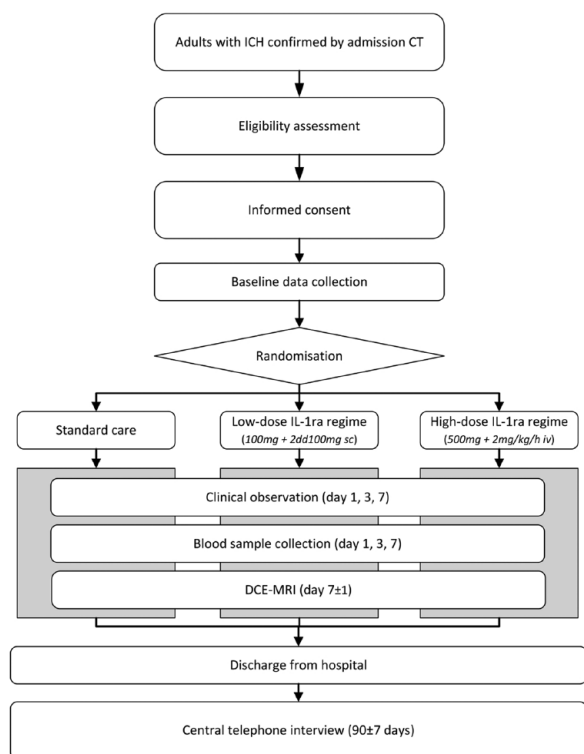 Adults with ICH confirmed by admission CT
Eligibility assessment
Informed consent
Baseline data collection
Randomisation
Standard care
Low-dose IL-1ra regime
(100mg + 2dd100mg sc)
High-dose IL-1ra regime
(500mg + 2mg/kg/h iv)
Clinical observation (day 1, 3, 7)
Blood sample collection (day 1, 3, 7)
DCE-MRI (day 7±1)
Discharge from hospital
Central telephone interview (90±7 days)